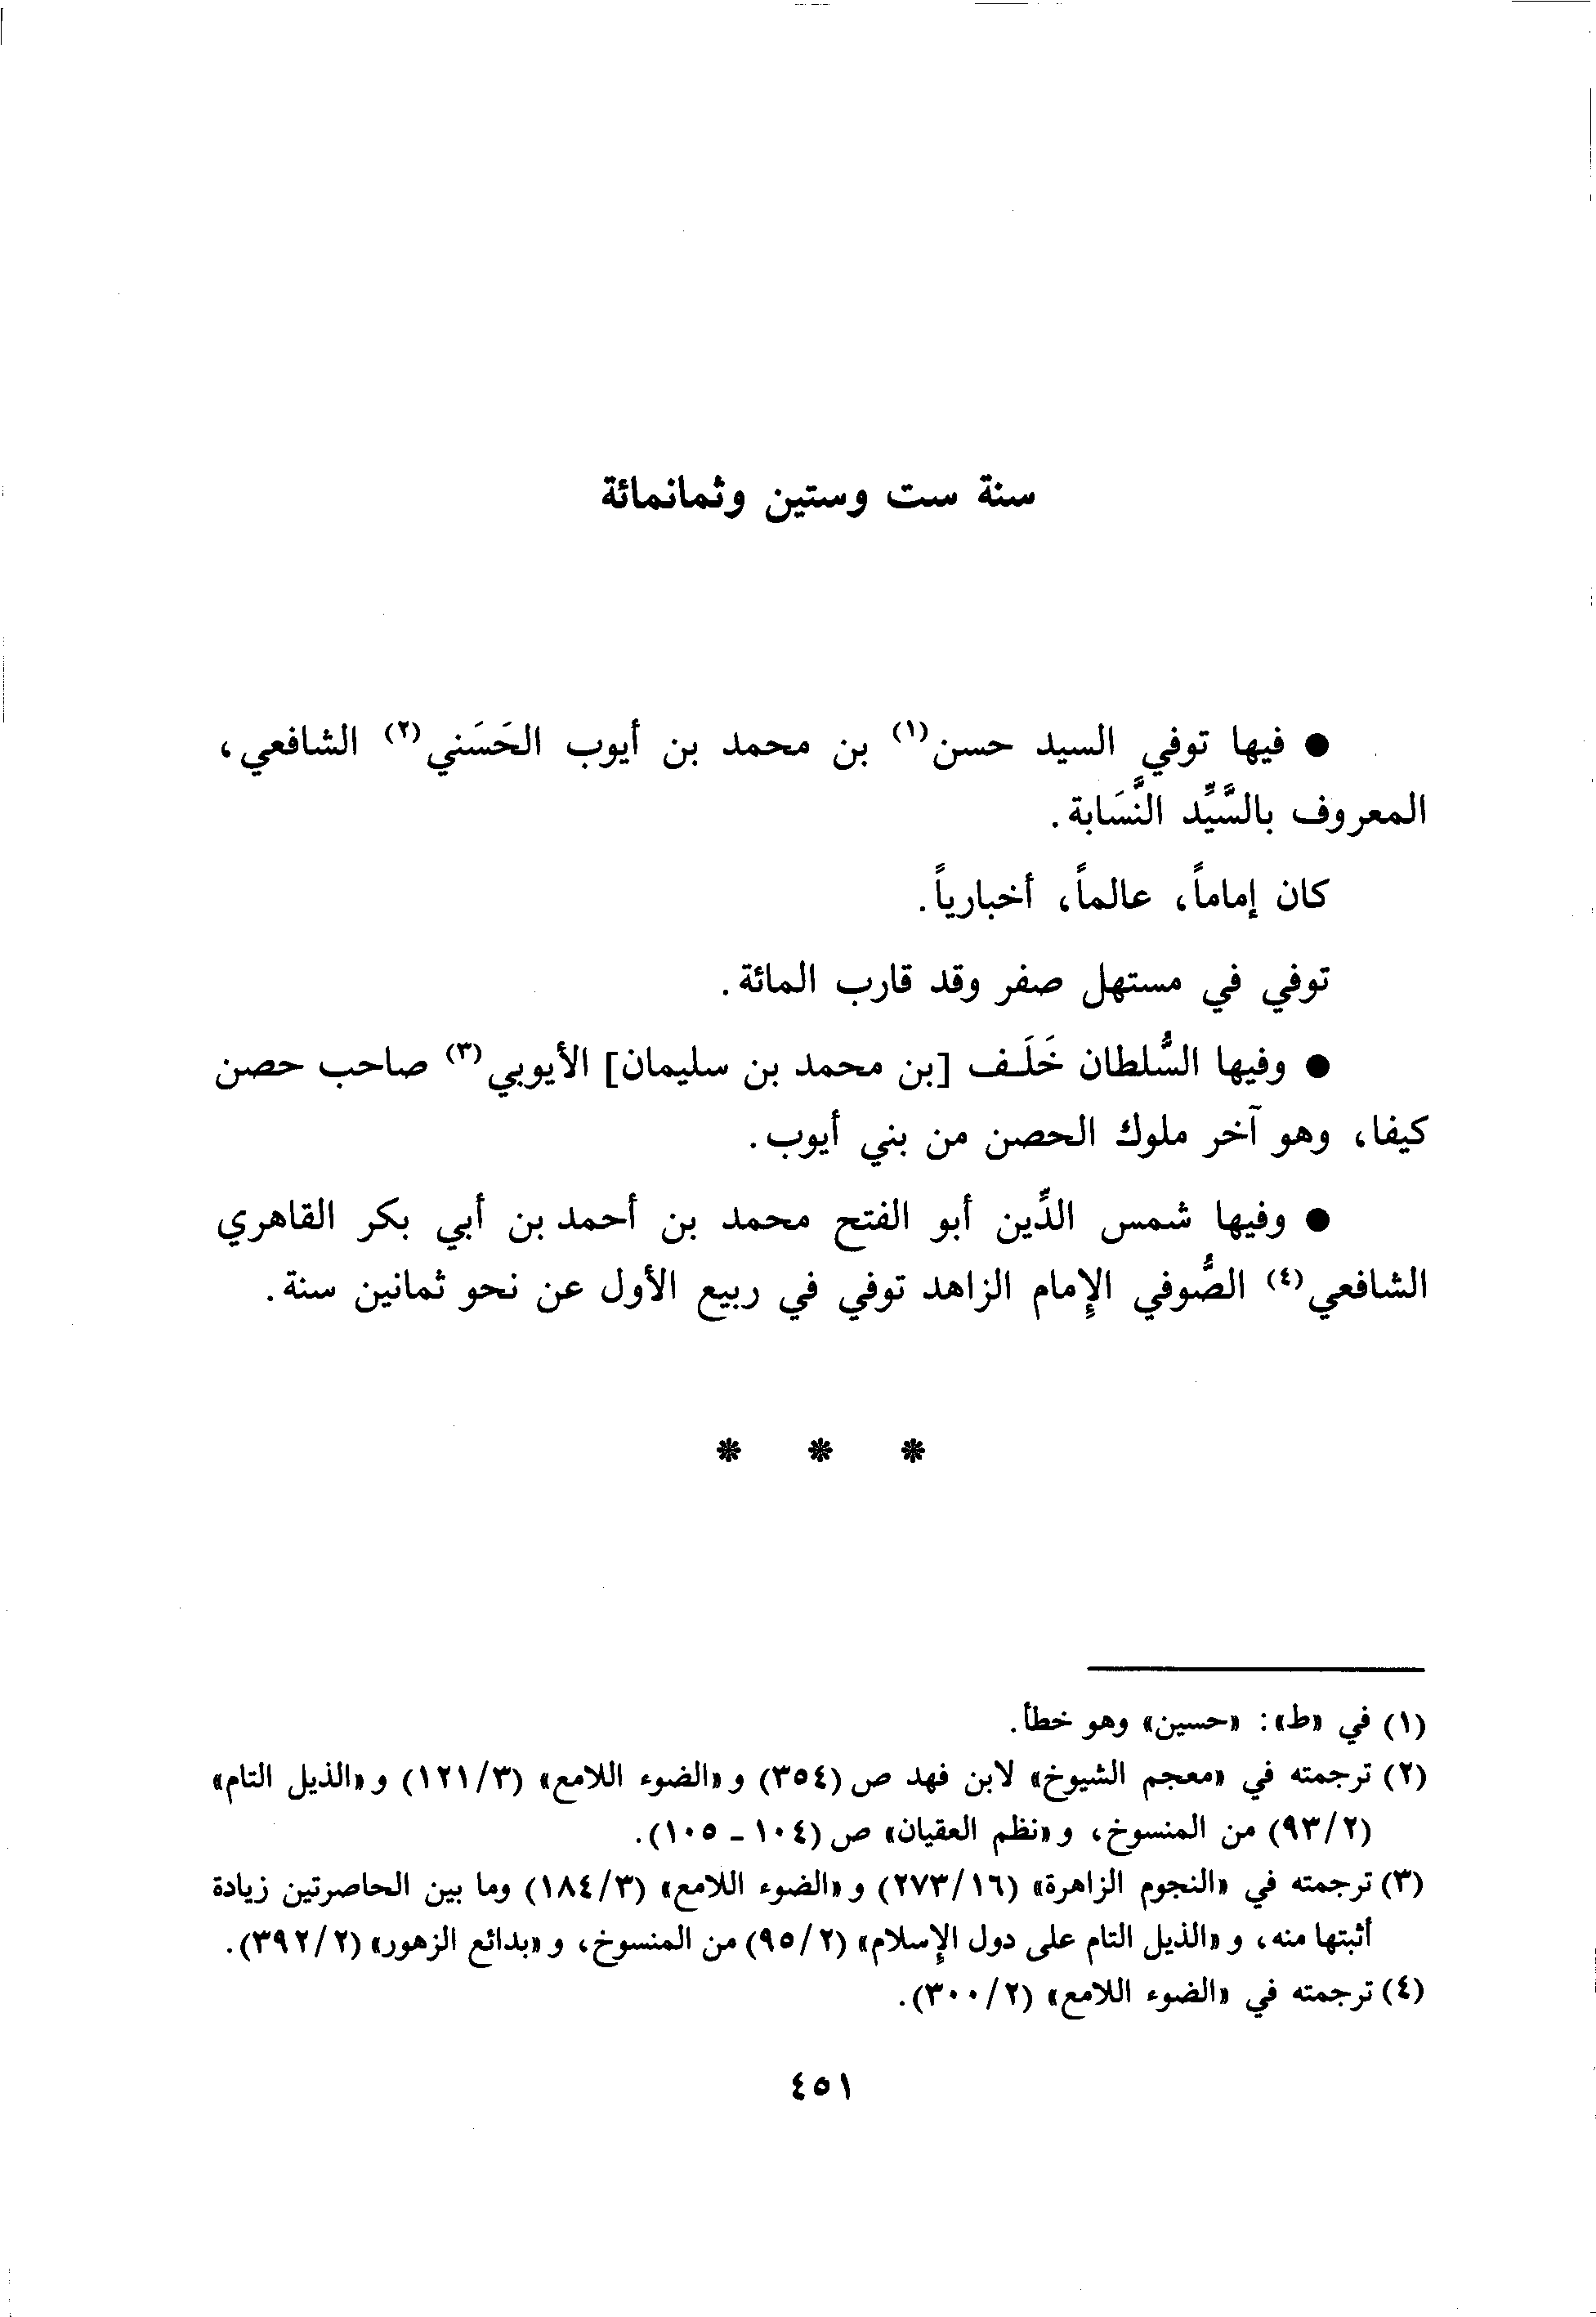 سنة ست وستين وثمانمائة
● فيها توفي السيد حسن(١) بن محمد بن أيوب الحَسَني(٢) الشافعي،
المعروف بالسَّيِّد النَّسَابة.
كان إماماً، عالماً، أخبارياً.
توفي في مستهل صفر وقد قارب المائة.
● وفيها السُّلطان خَلَـف [بن محمد بن سليمان] الأيوبي(٣) صاحب حصن
كيفا، وهو آخر ملوك الحصن من بني أيوب.
● وفيها شمس الدِّين أبو الفتح محمد بن أحمد بن أبي بكر القاهري
الشافعي(٤) الصُّوفي الإمام الزاهد توفي في ربيع الأول عن نحو ثمانين سنة.
* * *
(١) في «ط»: «حسين» وهو خطأ.
(٢) ترجمته في «معجم الشيوخ» لابن فهد ص (٣٥٤) و «الضوء اللامع» (٣/١٢١) و «الذيل التام»
(٢/٩٣) من المنسوخ، و «نظم العقيان» ص (١٠٤ - ١٠٥).
(٣) ترجمته في «النجوم الزاهرة» (١٦/٢٧٣) و «الضوء اللامع» (٣/١٨٤) وما بين الحاصرتين زيادة
أثبتها منه، و «الذيل التام على دول الإسلام» (٢/٩٥) من المنسوخ، و «بدائع الزهور» (٢/٣٩٢).
(٤) ترجمته في «الضوء اللامع» (٢/٣٠٠).
٤٥١